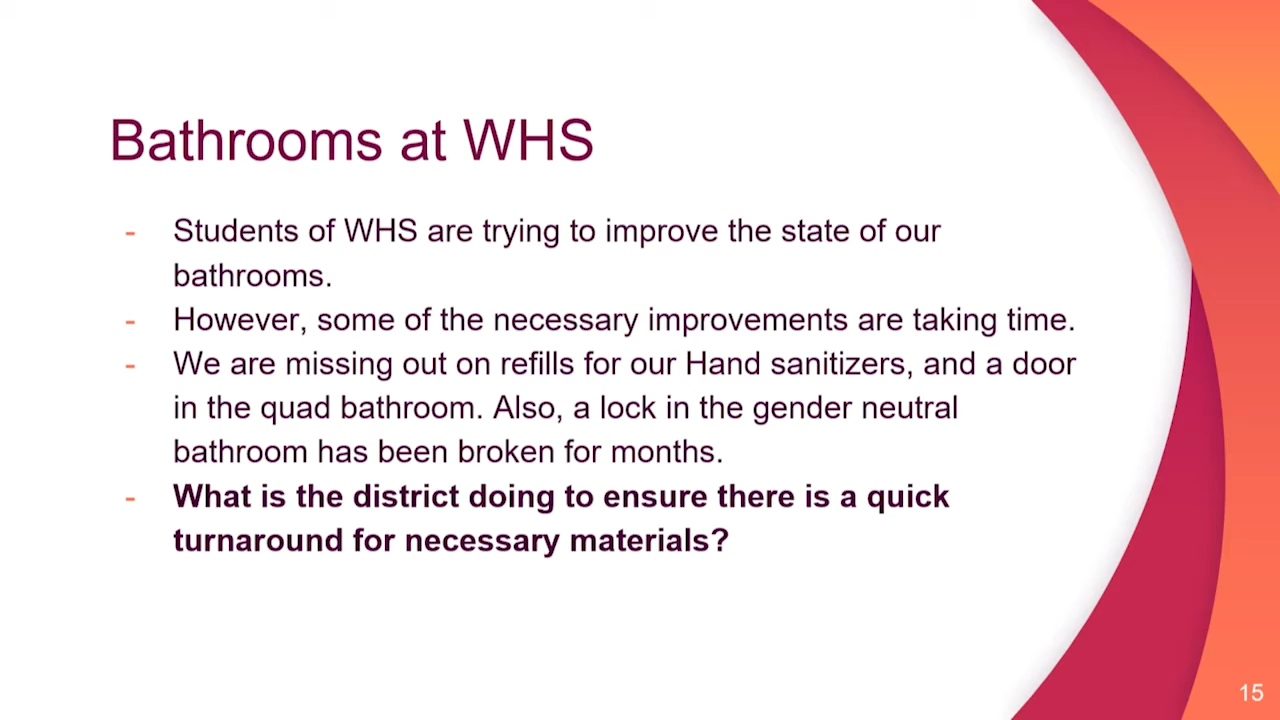 Bathrooms at WHS
- Students of WHS are trying to improve the state of our
bathrooms.
- However, some of the necessary improvements are taking time.
- We are missing out on refills for our Hand sanitizers, and a door
in the quad bathroom. Also, a lock in the gender neutral
bathroom has been broken for months.
- What is the district doing to ensure there is a quick
turnaround for necessary materials?
15